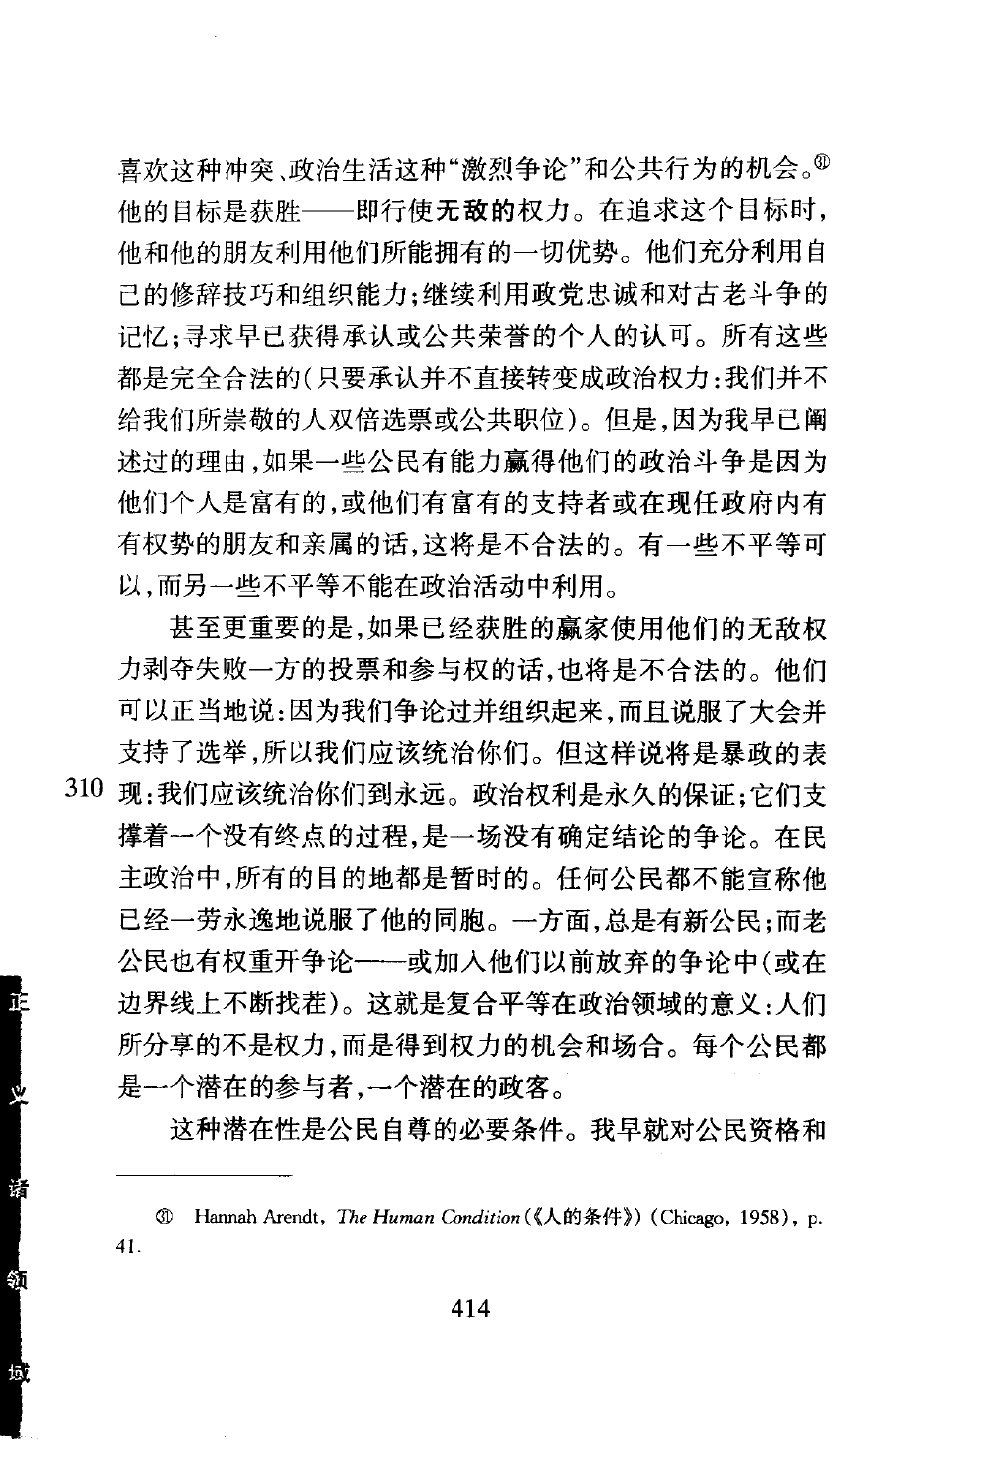 喜欢这种冲突、政治生活这种“激烈争论”和公共行为的机会。㉛
他的目标是获胜——即行使无敌的权力。在追求这个目标时,
他和他的朋友利用他们所能拥有的一切优势。他们充分利用自
己的修辞技巧和组织能力;继续利用政党忠诚和对古老斗争的
记忆;寻求早已获得承认或公共荣誉的个人的认可。所有这些
都是完全合法的(只要承认并不直接转变成政治权力:我们并不
给我们所崇敬的人双倍选票或公共职位)。但是,因为我早已阐
述过的理由,如果一些公民有能力赢得他们的政治斗争是因为
他们个人是富有的,或他们有富有的支持者或在现任政府内有
有权势的朋友和亲属的话,这将是不合法的。有一些不平等可
以,而另一些不平等不能在政治活动中利用。
甚至更重要的是,如果已经获胜的赢家使用他们的无敌权
力剥夺失败一方的投票和参与权的话,也将是不合法的。他们
可以正当地说:因为我们争论过并组织起来,而且说服了大会并
支持了选举,所以我们应该统治你们。但这样说将是暴政的表
310 现:我们应该统治你们到永远。政治权利是永久的保证;它们支
撑着一个没有终点的过程,是一场没有确定结论的争论。在民
主政治中,所有的目的地都是暂时的。任何公民都不能宣称他
已经一劳永逸地说服了他的同胞。一方面,总是有新公民;而老
公民也有权重开争论——或加入他们以前放弃的争论中(或在
边界线上不断找茬)。这就是复合平等在政治领域的意义:人们
所分享的不是权力,而是得到权力的机会和场合。每个公民都
是一个潜在的参与者,一个潜在的政客。
这种潜在性是公民自尊的必要条件。我早就对公民资格和
㉛ Hannah Arendt, The Human Condition(《人的条件》) (Chicago, 1958), p.
41.
414
正
义
诸
领
域